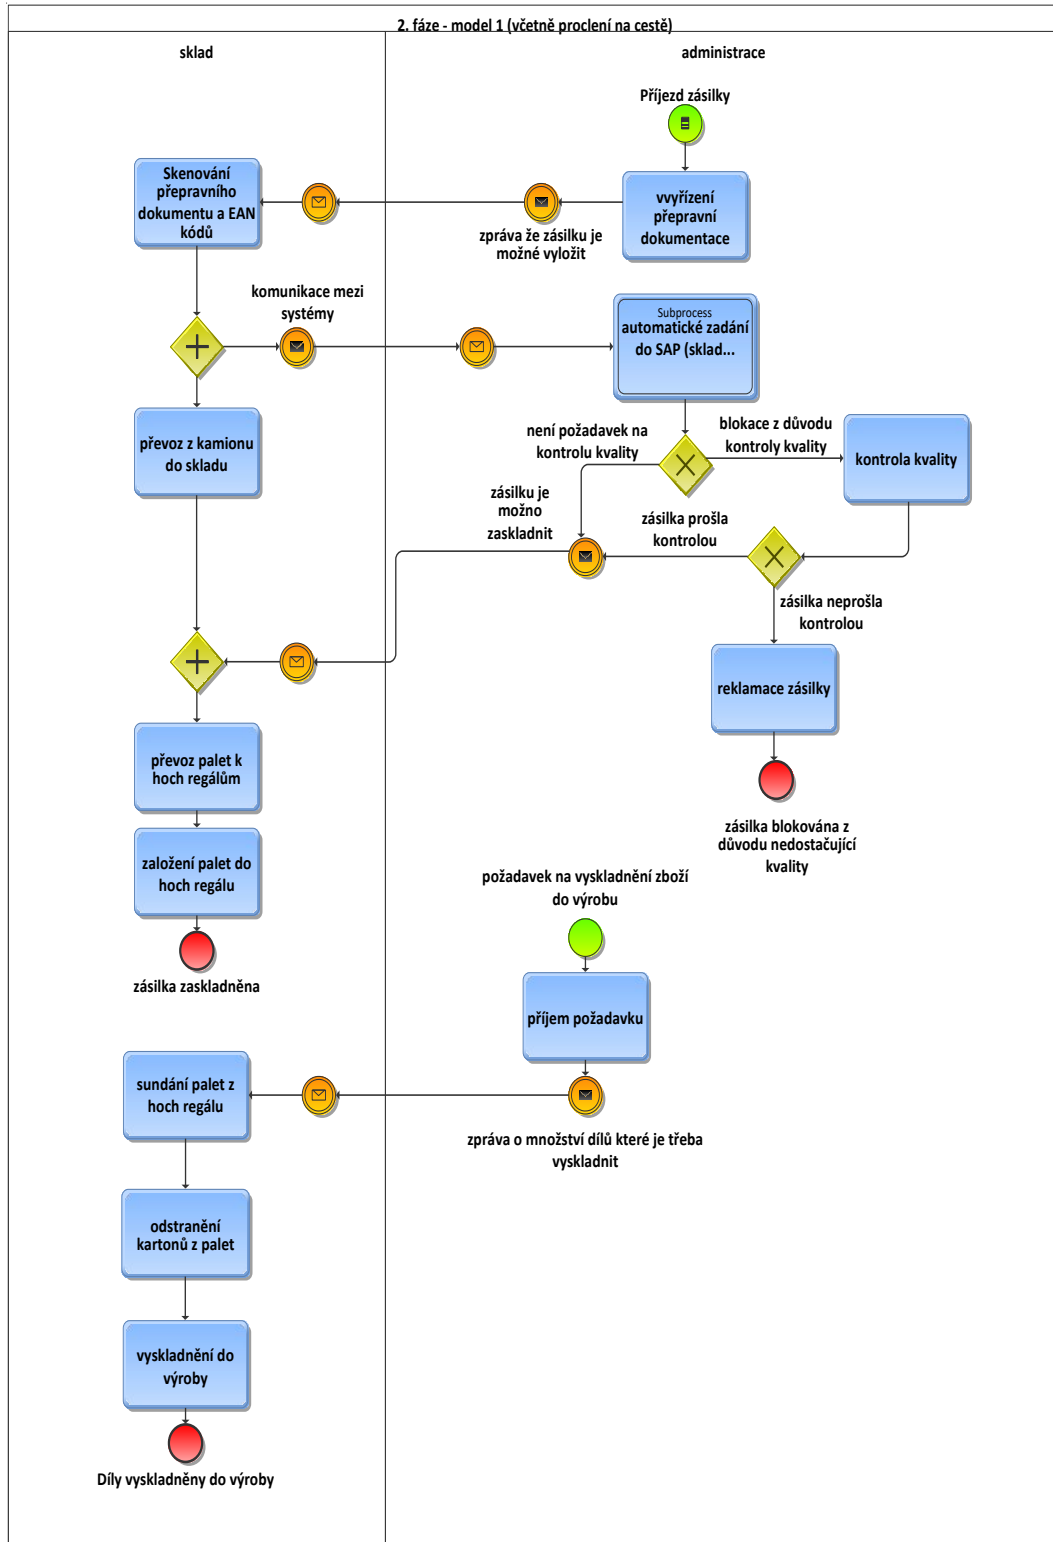 2. fáze - model 1 (včetně proclení na cestě)
sklad
administrace
Příjezd zásilky
Skenování
přepravního
dokumentu a EAN
kódů
vvyřízení
přepravní
dokumentace
zpráva že zásilku je
možné vyložit
komunikace mezi
systémy
Subprocess
automatické zadání
do SAP (sklad...
převoz z kamionu
do skladu
není požadavek na
kontrolu kvality
blokace z důvodu
kontroly kvality
kontrola kvality
zásilku je
možno
zaskladnit
zásilka prošla
kontrolou
zásilka neprošla
kontrolou
reklamace zásilky
převoz palet k
hoch regálům
zásilka blokována z
důvodu nedostačující
kvality
založení palet do
hoch regálu
zásilka zaskladněna
požadavek na vyskladnění zboží
do výrobu
příjem požadavku
sundání palet z
hoch regálu
zpráva o množství dílů které je třeba
vyskladnit
odstranění
kartonů z palet
vyskladnění do
výroby
Díly vyskladněny do výroby